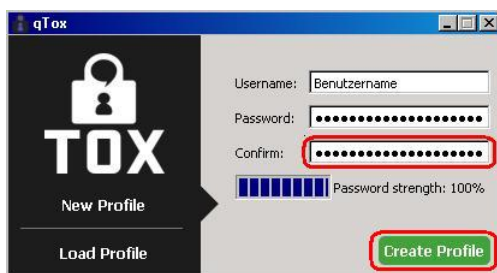 qTox
TOX
New Profile
Load Profile
Username: Benutzername
Password: ●●●●●●●●●●●●●●●●●●●●
Confirm: ●●●●●●●●●●●●●●●●●●●●
Password strength: 100%
Create Profile